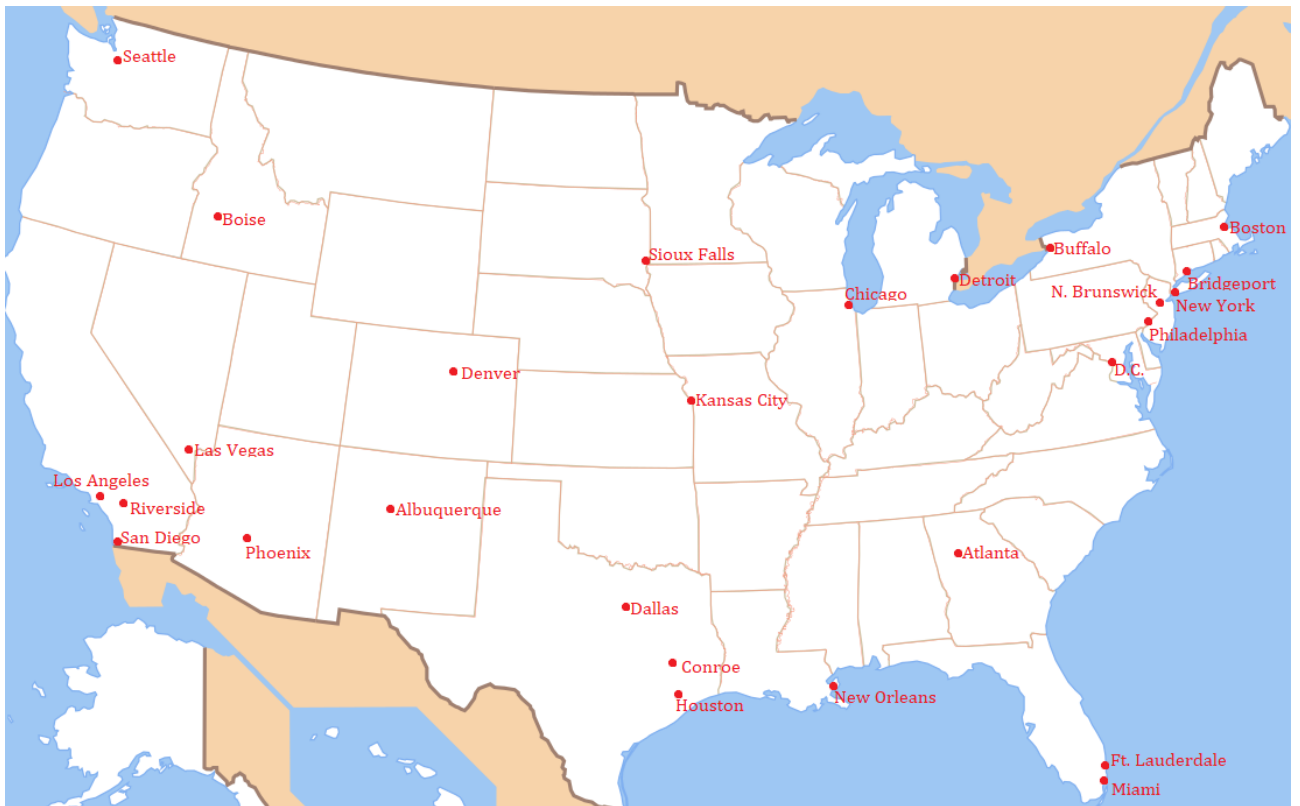 Seattle
Boise
Sioux Falls
Buffalo
Boston
Detroit
Bridgeport
Chicago
N. Brunswick
New York
Philadelphia
D.C.
Denver
Kansas City
Las Vegas
Los Angeles
Riverside
Albuquerque
San Diego
Phoenix
Atlanta
Dallas
Conroe
Houston
New Orleans
Ft. Lauderdale
Miami